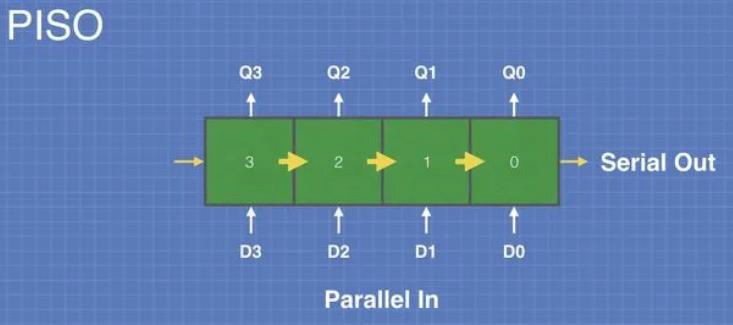 PISO
Q3 Q2 Q1 Q0
3 2 1 0 Serial Out
D3 D2 D1 D0
Parallel In